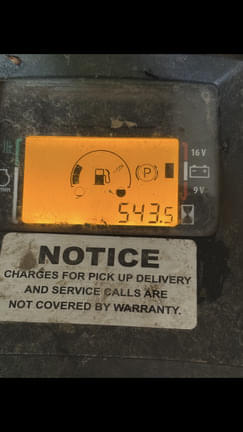 16V
P
9V
543.5
NOTICE
CHARGES FOR PICK UP DELIVERY
AND SERVICE CALLS ARE
NOT COVERED BY WARRANTY.